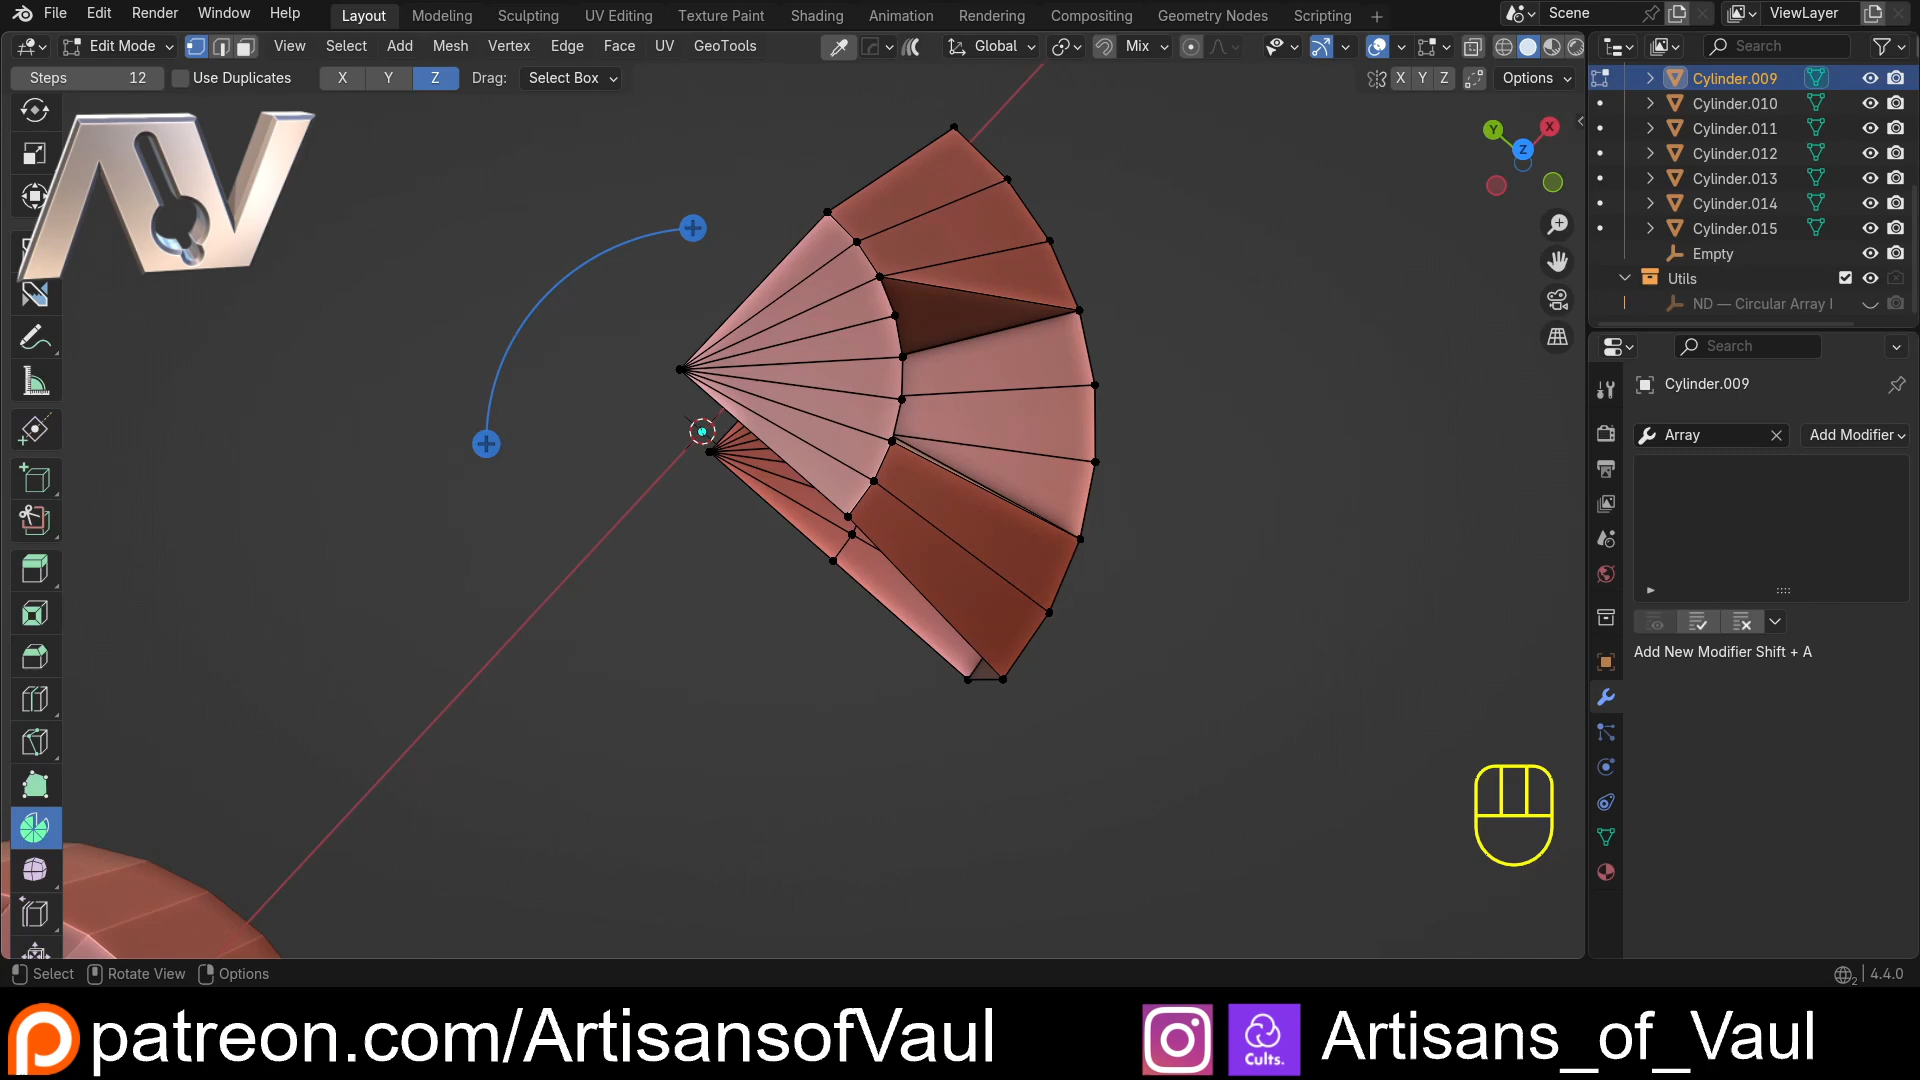 File Edit Render Window Help Layout Modeling Sculpting UV Editing Texture Paint Shading Animation Rendering Compositing Geometry Nodes Scripting + Scene ViewLayer
Edit Mode View Select Add Mesh Vertex Edge Face UV GeoTools Global Mix Search
Steps 12 Use Duplicates X Y Z Drag: Select Box X Y Z Options
Cylinder.009
Cylinder.010
Cylinder.011
Cylinder.012
Cylinder.013
Cylinder.014
Cylinder.015
Empty
Utils
ND — Circular Array
Y X Z
AV
Search
Cylinder.009
Array Add Modifier
Add New Modifier Shift + A
Select Rotate View Options 2 4.4.0
patreon.com/ArtisansofVaul Cults. Artisans_of_Vaul